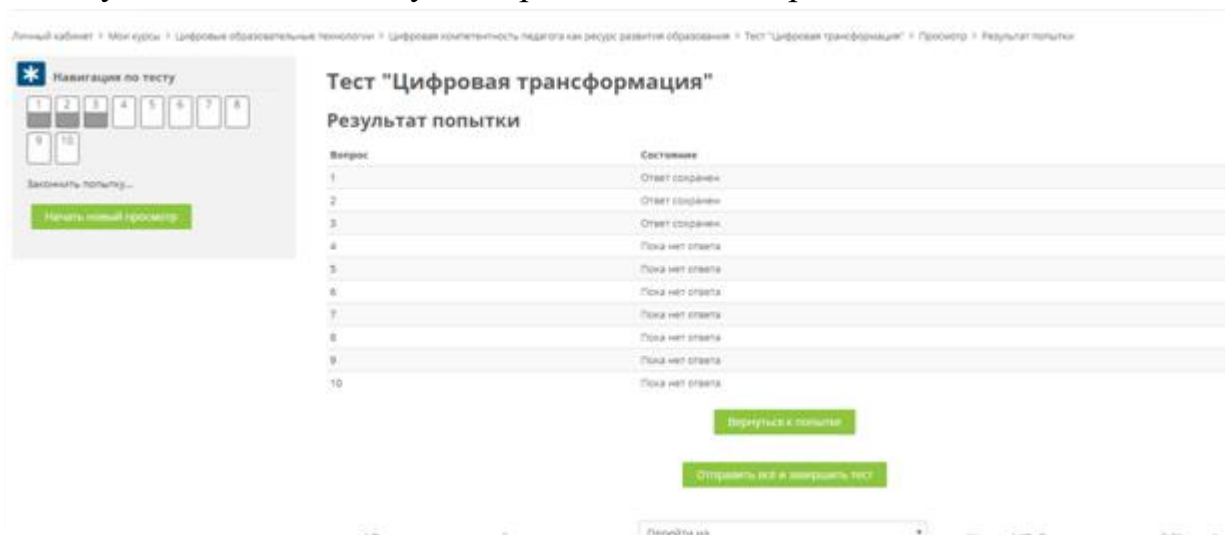 Личный кабинет > Мои курсы > Цифровые образовательные технологии > Цифровая компетентность педагога как ресурс развития образования > Тест "Цифровая трансформация" > Просмотр > Результат попытки
Навигация по тесту
1 2 3 4 5 6 7 8
9 10
Закончить попытку...
Начать новый просмотр
Тест "Цифровая трансформация"
Результат попытки
Вопрос Состояние
1 Ответ сохранен
2 Ответ сохранен
3 Ответ сохранен
4 Пока нет ответа
5 Пока нет ответа
6 Пока нет ответа
7 Пока нет ответа
8 Пока нет ответа
9 Пока нет ответа
10 Пока нет ответа
Вернуться к попытке
Отправить всё и завершить тест
Перейти на...